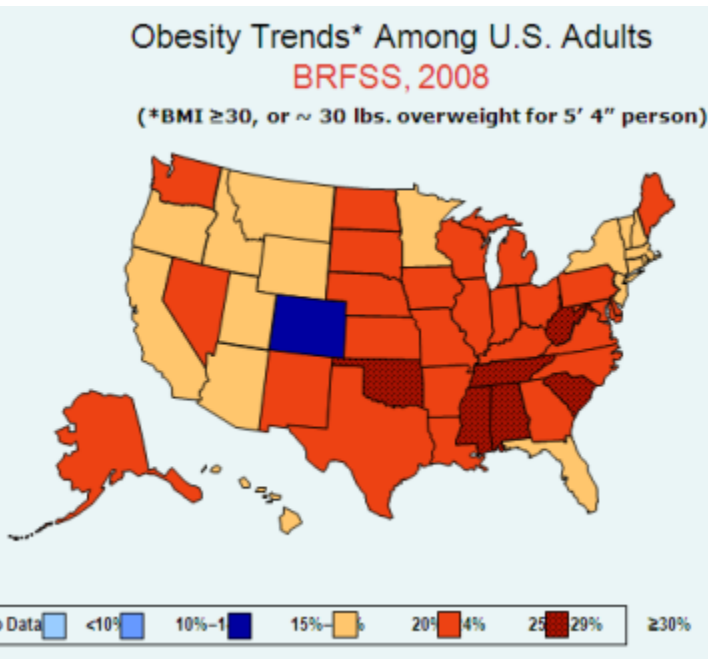 Obesity Trends* Among U.S. Adults
BRFSS, 2008
(*BMI ≥30, or ~ 30 lbs. overweight for 5’ 4” person)
Data <10% 10%–1 15%– 20% 4% 25 29% ≥30%